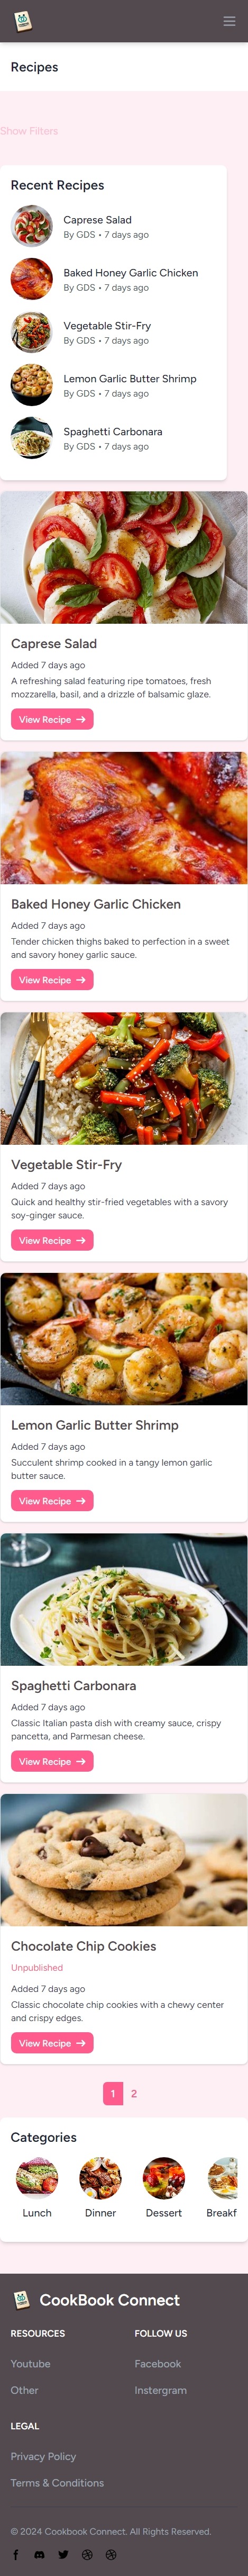 Recipes
Show Filters
Recent Recipes
Caprese Salad
By GDS • 7 days ago
Baked Honey Garlic Chicken
By GDS • 7 days ago
Vegetable Stir-Fry
By GDS • 7 days ago
Lemon Garlic Butter Shrimp
By GDS • 7 days ago
Spaghetti Carbonara
By GDS • 7 days ago
Caprese Salad
Added 7 days ago
A refreshing salad featuring ripe tomatoes, fresh
mozzarella, basil, and a drizzle of balsamic glaze.
View Recipe
Baked Honey Garlic Chicken
Added 7 days ago
Tender chicken thighs baked to perfection in a sweet
and savory honey garlic sauce.
View Recipe
Vegetable Stir-Fry
Added 7 days ago
Quick and healthy stir-fried vegetables with a savory
soy-ginger sauce.
View Recipe
Lemon Garlic Butter Shrimp
Added 7 days ago
Succulent shrimp cooked in a tangy lemon garlic
butter sauce.
View Recipe
Spaghetti Carbonara
Added 7 days ago
Classic Italian pasta dish with creamy sauce, crispy
pancetta, and Parmesan cheese.
View Recipe
Chocolate Chip Cookies
Unpublished
Added 7 days ago
Classic chocolate chip cookies with a chewy center
and crispy edges.
View Recipe
1 2
Categories
Lunch Dinner Dessert Breakf
CookBook Connect
RESOURCES
Youtube
Other
FOLLOW US
Facebook
Instergram
LEGAL
Privacy Policy
Terms & Conditions
© 2024 Cookbook Connect. All Rights Reserved.